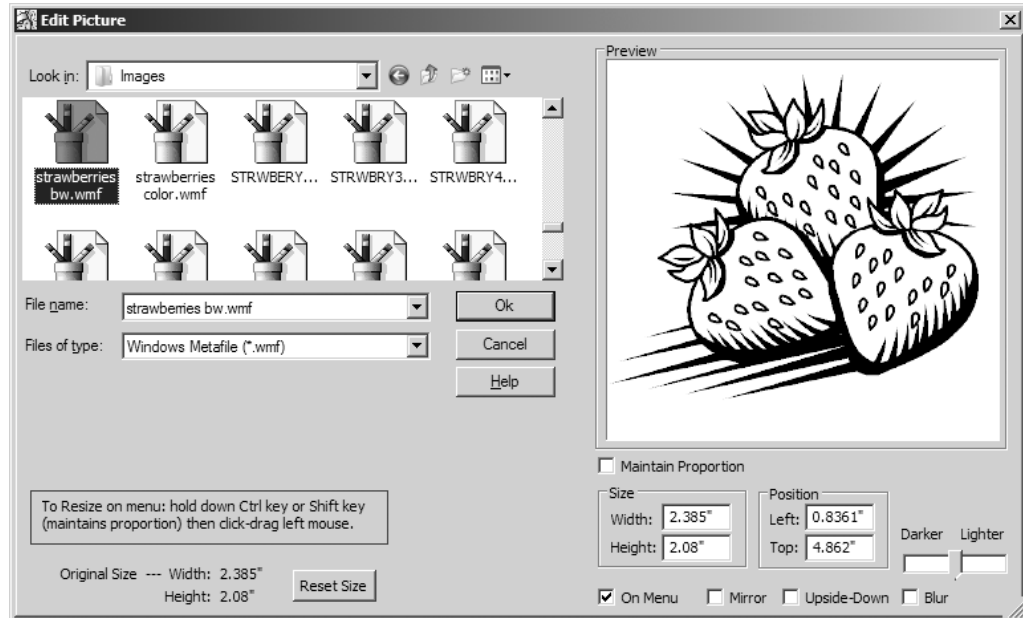 Edit Picture
Look in: Images
strawberries bw.wmf
strawberries color.wmf
STRWBERY...
STRWBRY3...
STRWBRY4...
File name: strawberries bw.wmf
Ok
Files of type: Windows Metafile (*.wmf)
Cancel
Help
To Resize on menu: hold down Ctrl key or Shift key
(maintains proportion) then click-drag left mouse.
Original Size --- Width: 2.385"
Height: 2.08"
Reset Size
Preview
Maintain Proportion
Size
Width: 2.385"
Height: 2.08"
Position
Left: 0.8361"
Top: 4.862"
Darker Lighter
On Menu Mirror Upside-Down Blur